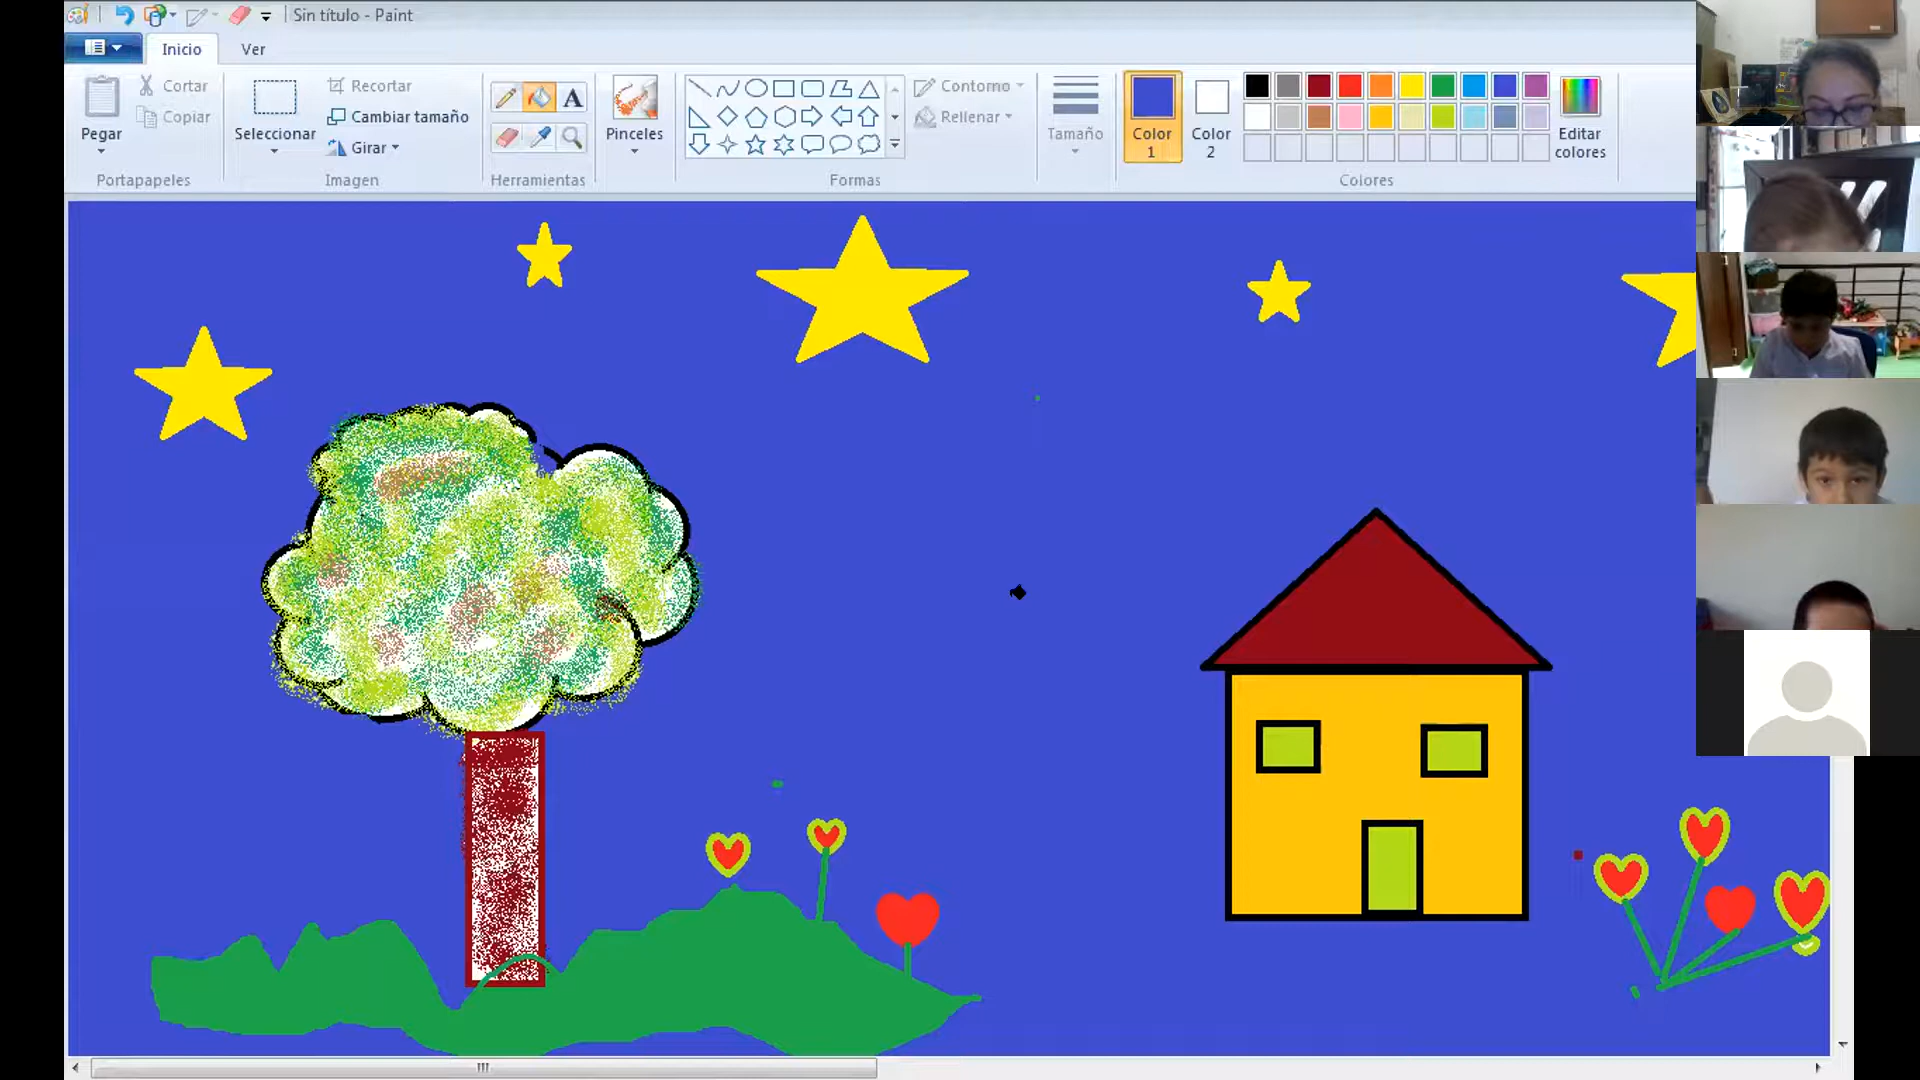 Sin título - Paint
Inicio
Ver
Pegar
Cortar
Copiar
Portapapeles
Seleccionar
Recortar
Cambiar tamaño
Girar
Imagen
A
Herramientas
Pinceles
Contorno
Rellenar
Formas
Tamaño
Color
1
Color
2
Editar
colores
Colores